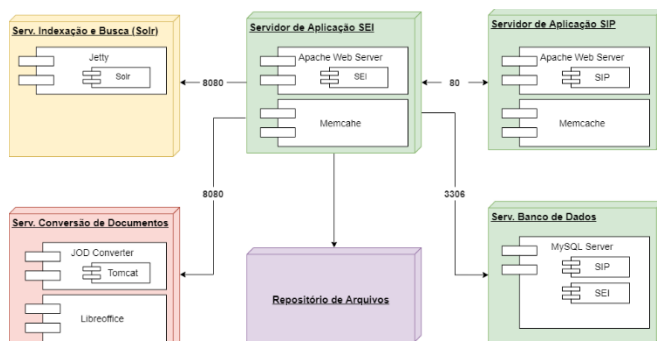 Serv. Indexação e Busca (Solr)
Jetty
Solr
8080
Servidor de Aplicação SEI
Apache Web Server
SEI
Memcahe
80
Servidor de Aplicação SIP
Apache Web Server
SIP
Memcache
8080
3306
Serv. Conversão de Documentos
JOD Converter
Tomcat
Libreoffice
Repositório de Arquivos
Serv. Banco de Dados
MySQL Server
SIP
SEI